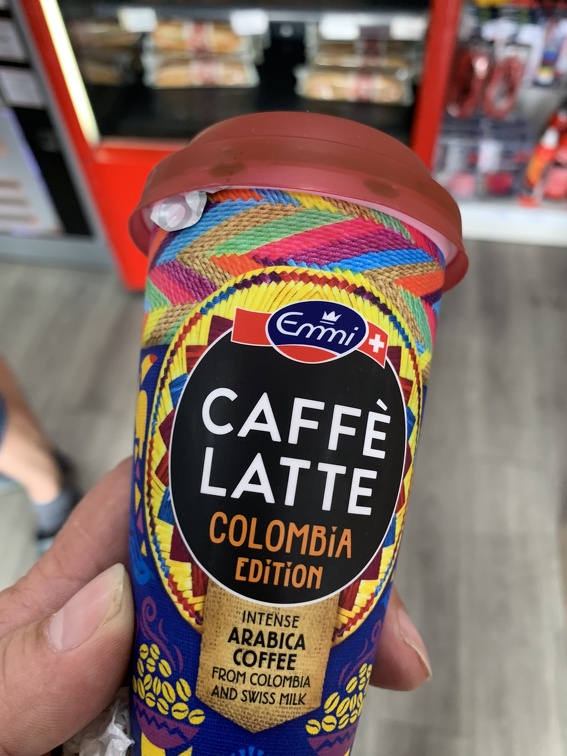 Emmi
CAFFÈ
LATTE
COLOMBiA
EDiTiON
INTENSE
ARABICA
COFFEE
FROM COLOMBIA
AND SWISS MILK